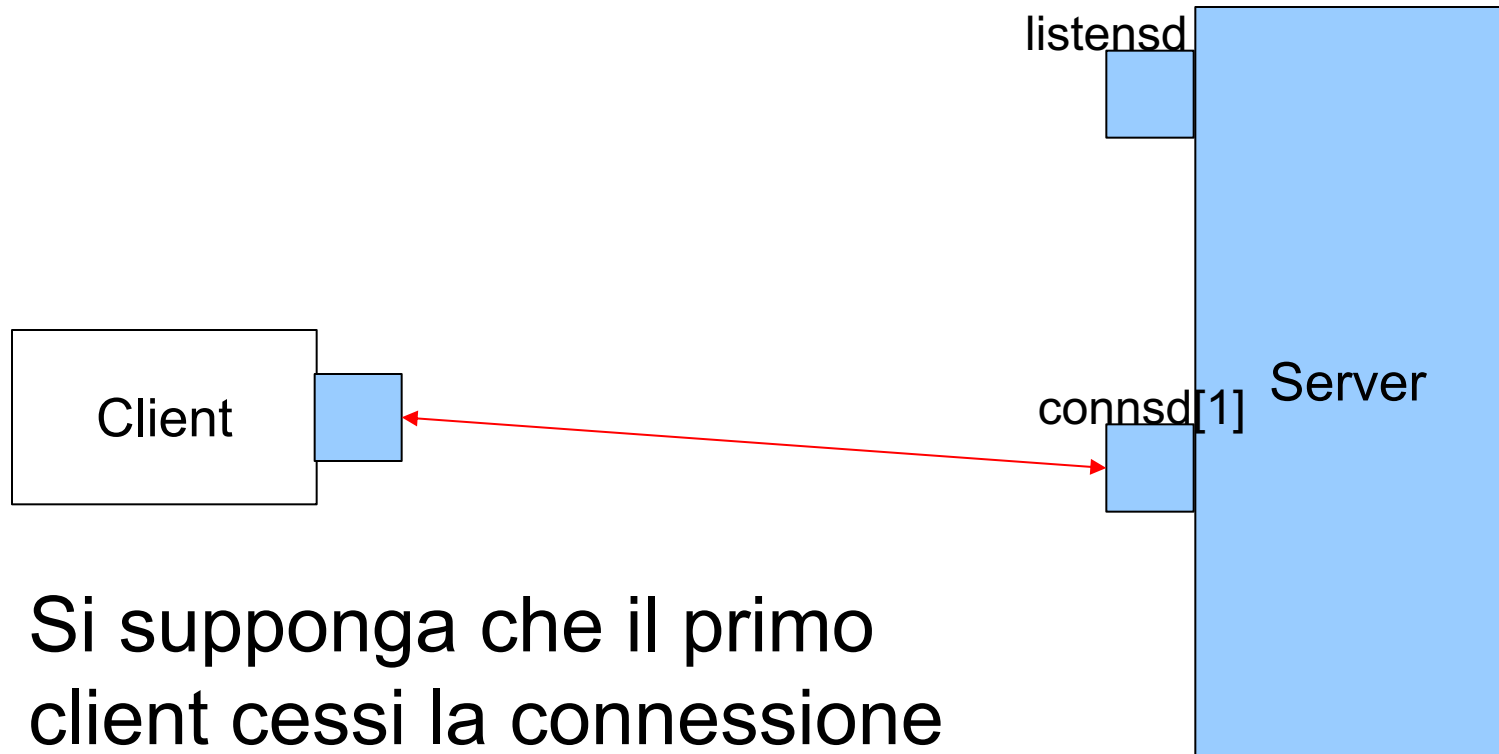 listensd
Client
connsd[1]
Server
Si supponga che il primo
client cessi la connessione